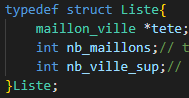 typedef struct Liste{
maillon_ville *tete;
int nb_maillons;// t
int nb_ville_sup;//
}Liste;